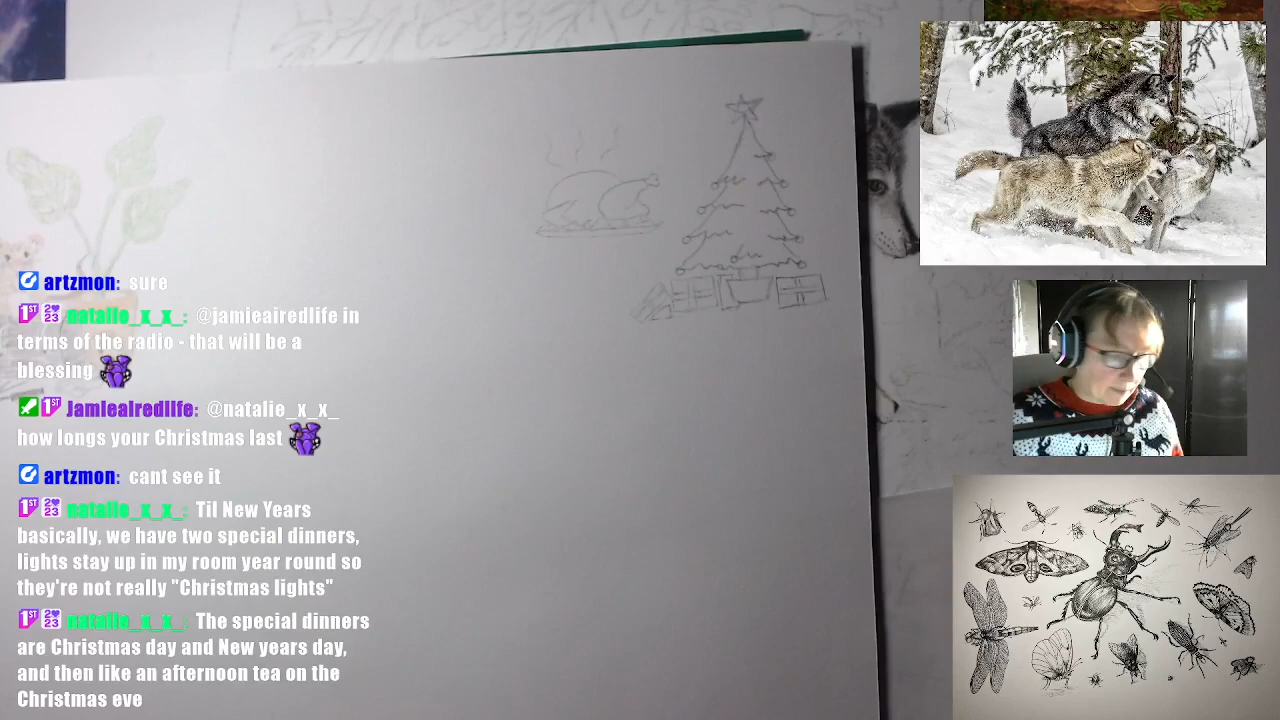 artzmon: sure
natalie_x_x_: @jamieairedlife in
terms of the radio - that will be a
blessing
Jamieairedlife: @natalie_x_x_
how longs your Christmas last
artzmon: cant see it
natalie_x_x_: Til New Years
basically, we have two special dinners,
lights stay up in my room year round so
they're not really "Christmas lights"
natalie_x_x_: The special dinners
are Christmas day and New years day,
and then like an afternoon tea on the
Christmas eve